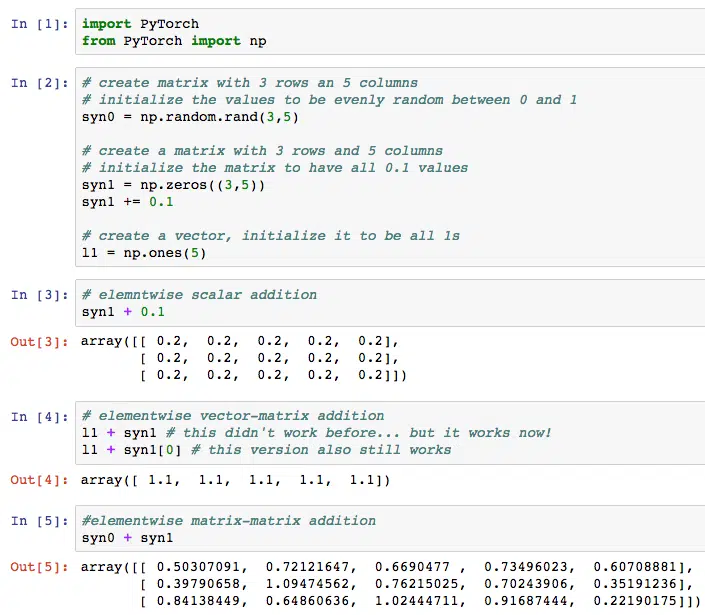 In [1]: import PyTorch
from PyTorch import np
In [2]: # create matrix with 3 rows an 5 columns
# initialize the values to be evenly random between 0 and 1
syn0 = np.random.rand(3,5)
# create a matrix with 3 rows and 5 columns
# initialize the matrix to have all 0.1 values
syn1 = np.zeros((3,5))
syn1 += 0.1
# create a vector, initialize it to be all 1s
l1 = np.ones(5)
In [3]: # elemntwise scalar addition
syn1 + 0.1
Out[3]: array([[ 0.2,  0.2,  0.2,  0.2,  0.2],
[ 0.2,  0.2,  0.2,  0.2,  0.2],
[ 0.2,  0.2,  0.2,  0.2,  0.2]])
In [4]: # elementwise vector-matrix addition
l1 + syn1 # this didn't work before... but it works now!
l1 + syn1[0] # this version also still works
Out[4]: array([ 1.1,  1.1,  1.1,  1.1,  1.1])
In [5]: #elementwise matrix-matrix addition
syn0 + syn1
Out[5]: array([[ 0.50307091,  0.72121647,  0.6690477 ,  0.73496023,  0.60708881],
[ 0.39790658,  1.09474562,  0.76215025,  0.70243906,  0.35191236],
[ 0.84138449,  0.64860636,  1.02444711,  0.91687444,  0.22190175]])